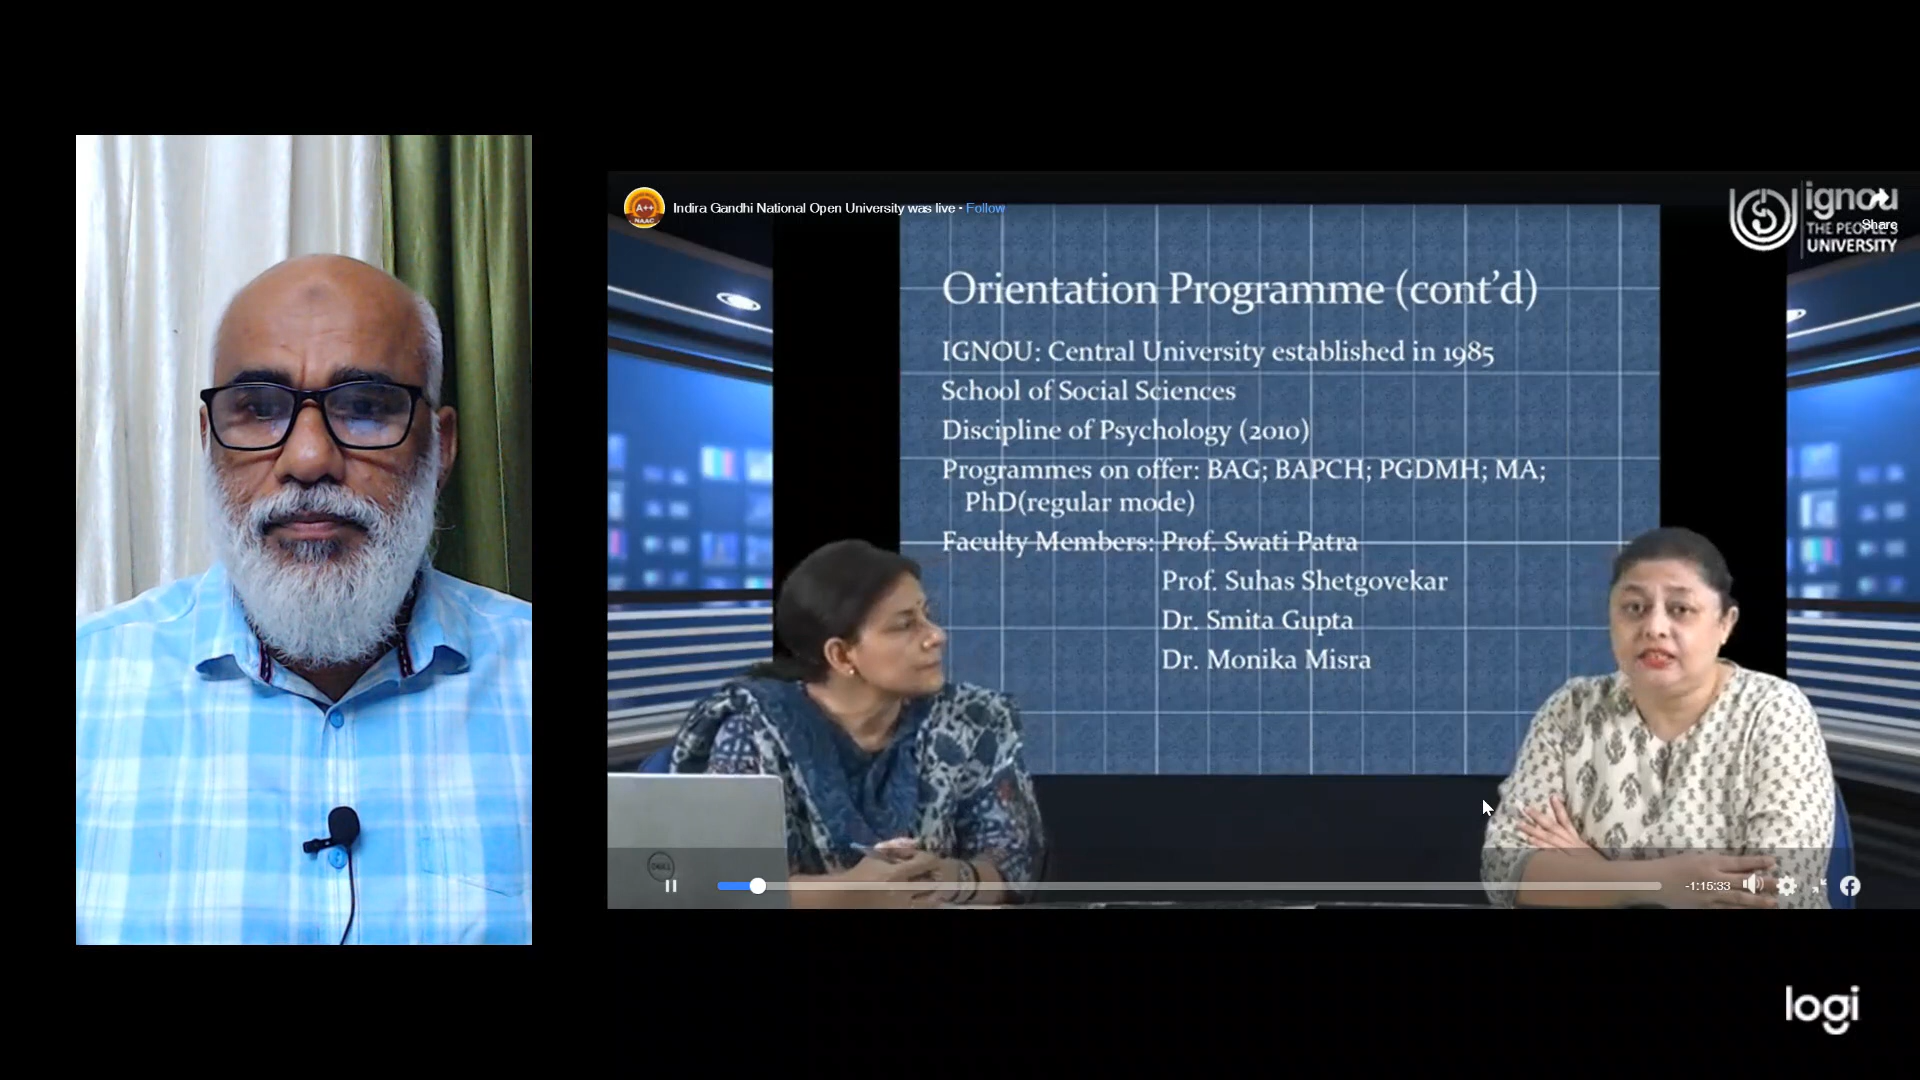 A++
NAAC
Indira Gandhi National Open University was live · Follow
ignou
Share
THE PEOPLE'S
UNIVERSITY
Orientation Programme (cont'd)
IGNOU: Central University established in 1985
School of Social Sciences
Discipline of Psychology (2010)
Programmes on offer: BAG; BAPCH; PGDMH; MA;
PhD(regular mode)
Faculty Members: Prof. Swati Patra
Prof. Suhas Shetgovekar
Dr. Smita Gupta
Dr. Monika Misra
DELL
-1:15:33
logi